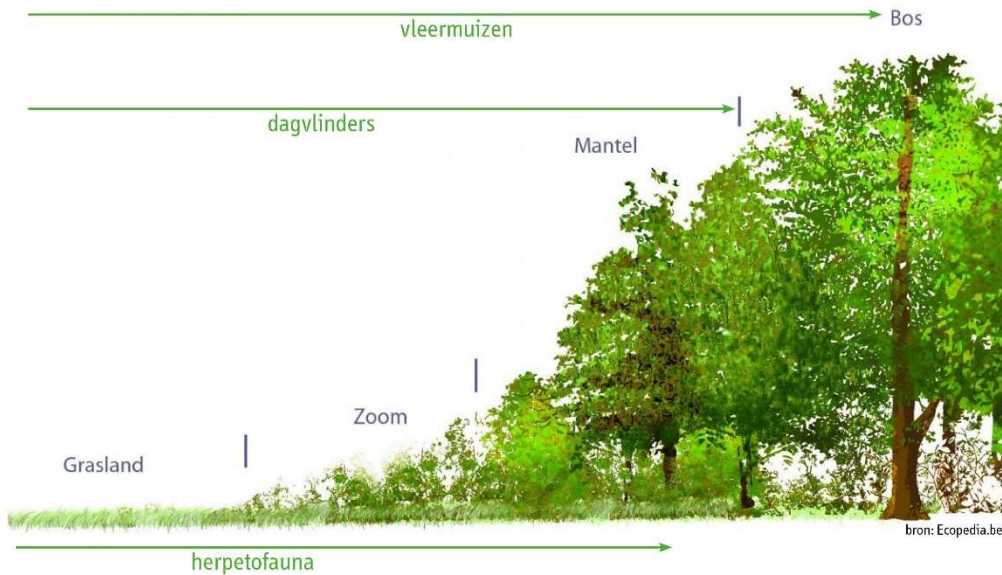 vleermuizen
Bos
dagvlinders
Mantel
Zoom
Grasland
bron: Ecopedia.be
herpetofauna